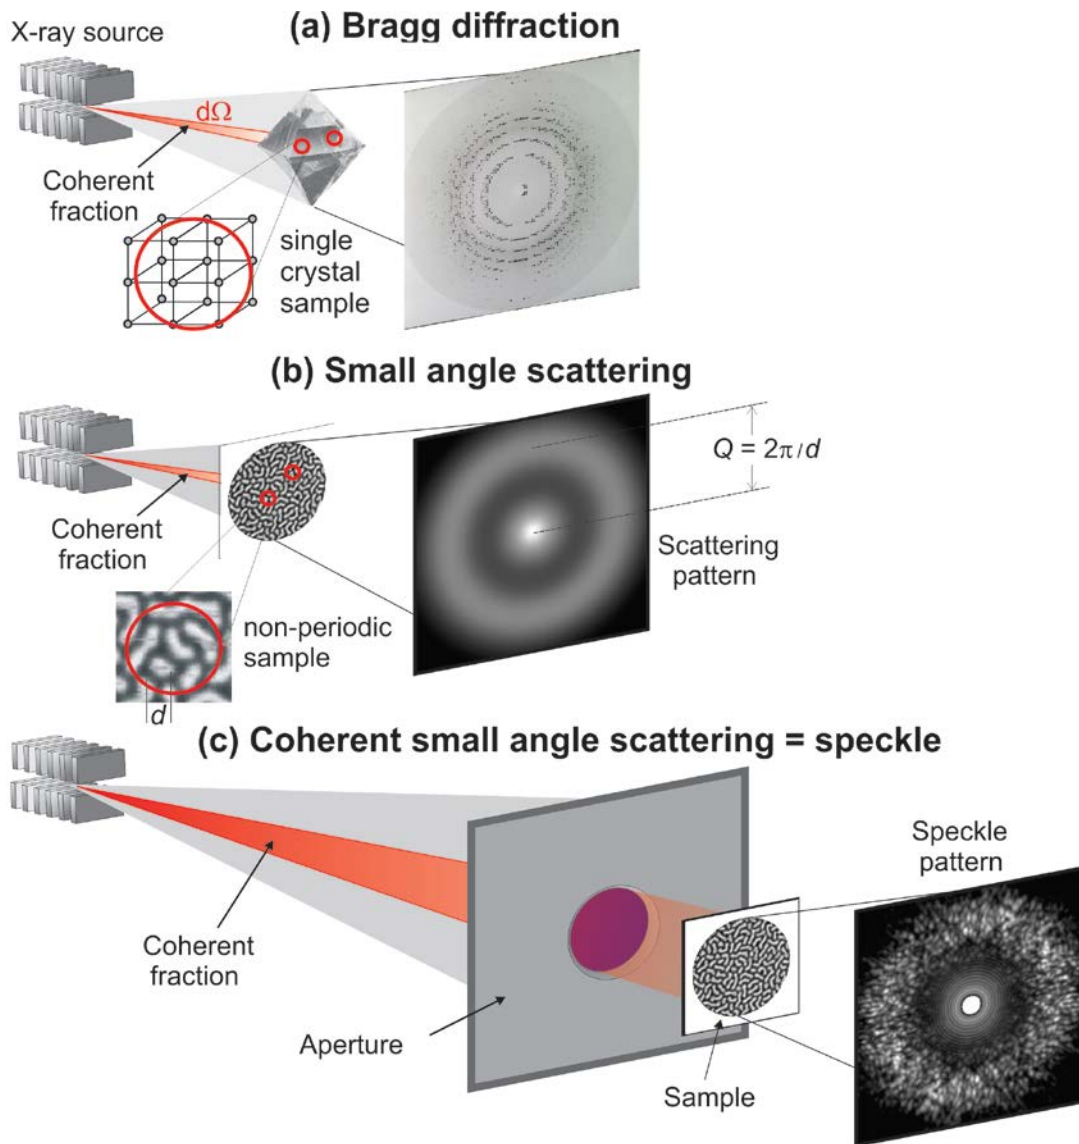 X-ray source
(a) Bragg diffraction
dΩ
Coherent
fraction
single
crystal
sample
(b) Small angle scattering
Q = 2π/d
Coherent
fraction
Scattering
pattern
non-periodic
sample
d
(c) Coherent small angle scattering = speckle
Speckle
pattern
Coherent
fraction
Aperture
Sample